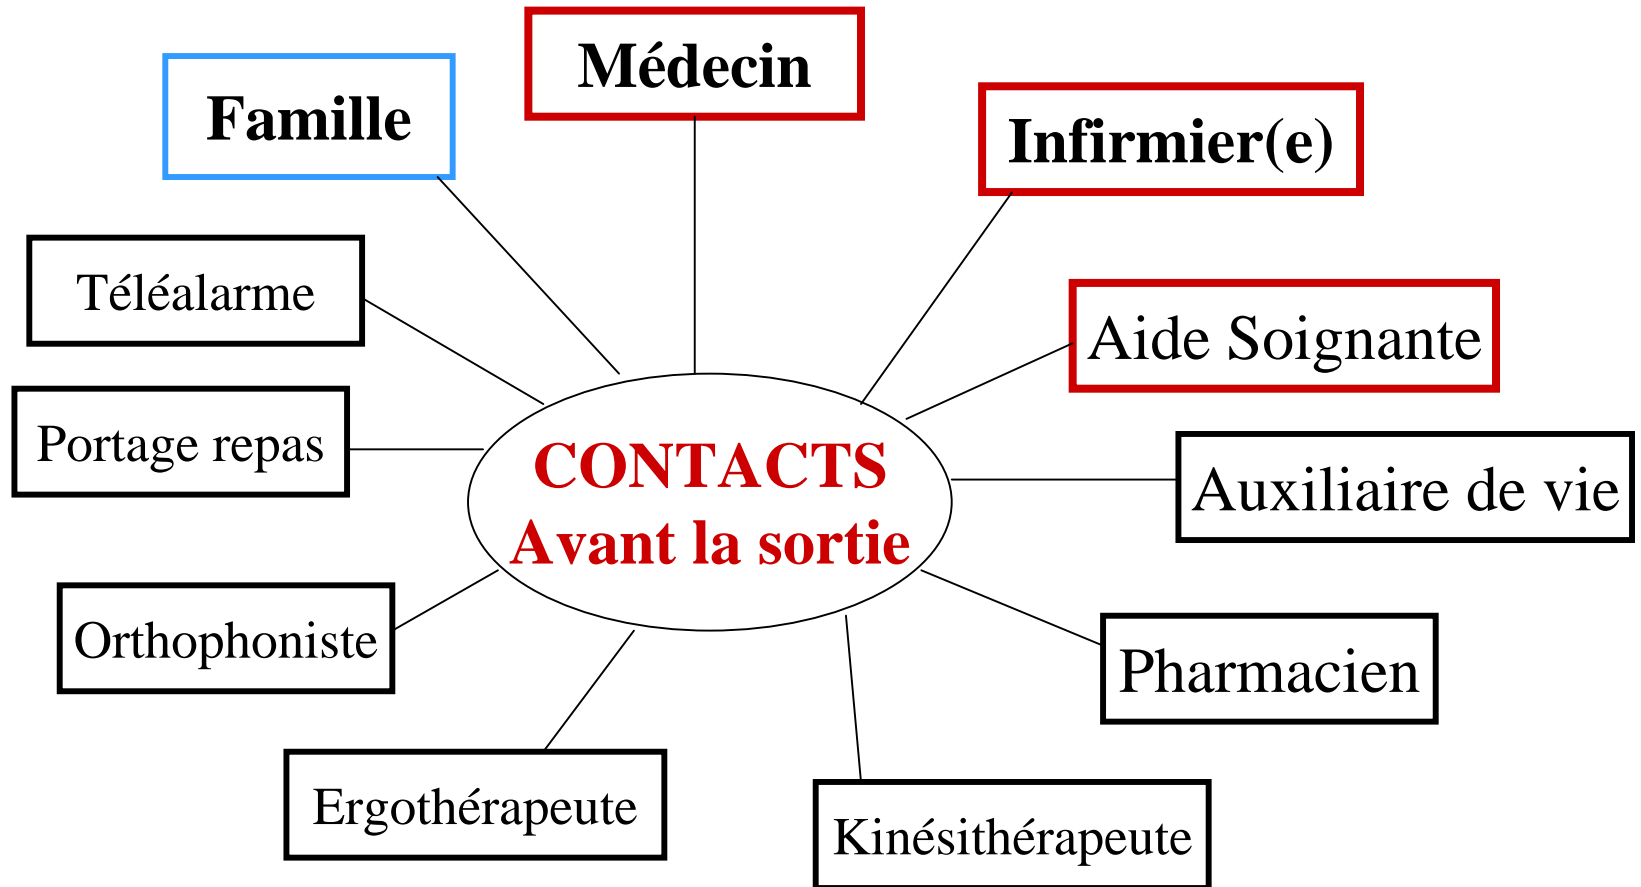 Médecin
Famille
Infirmier(e)
Téléalarme
Aide Soignante
Portage repas
CONTACTS
Avant la sortie
Auxiliaire de vie
Orthophoniste
Pharmacien
Ergothérapeute
Kinésithérapeute